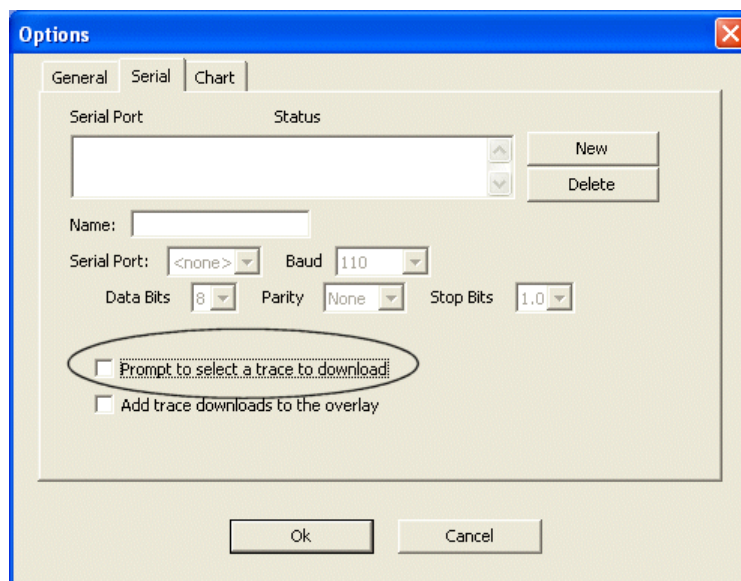 Options
General Serial Chart
Serial Port Status
New
Delete
Name:
Serial Port: <none> Baud 110
Data Bits 8 Parity None Stop Bits 1.0
Prompt to select a trace to download
Add trace downloads to the overlay
Ok Cancel